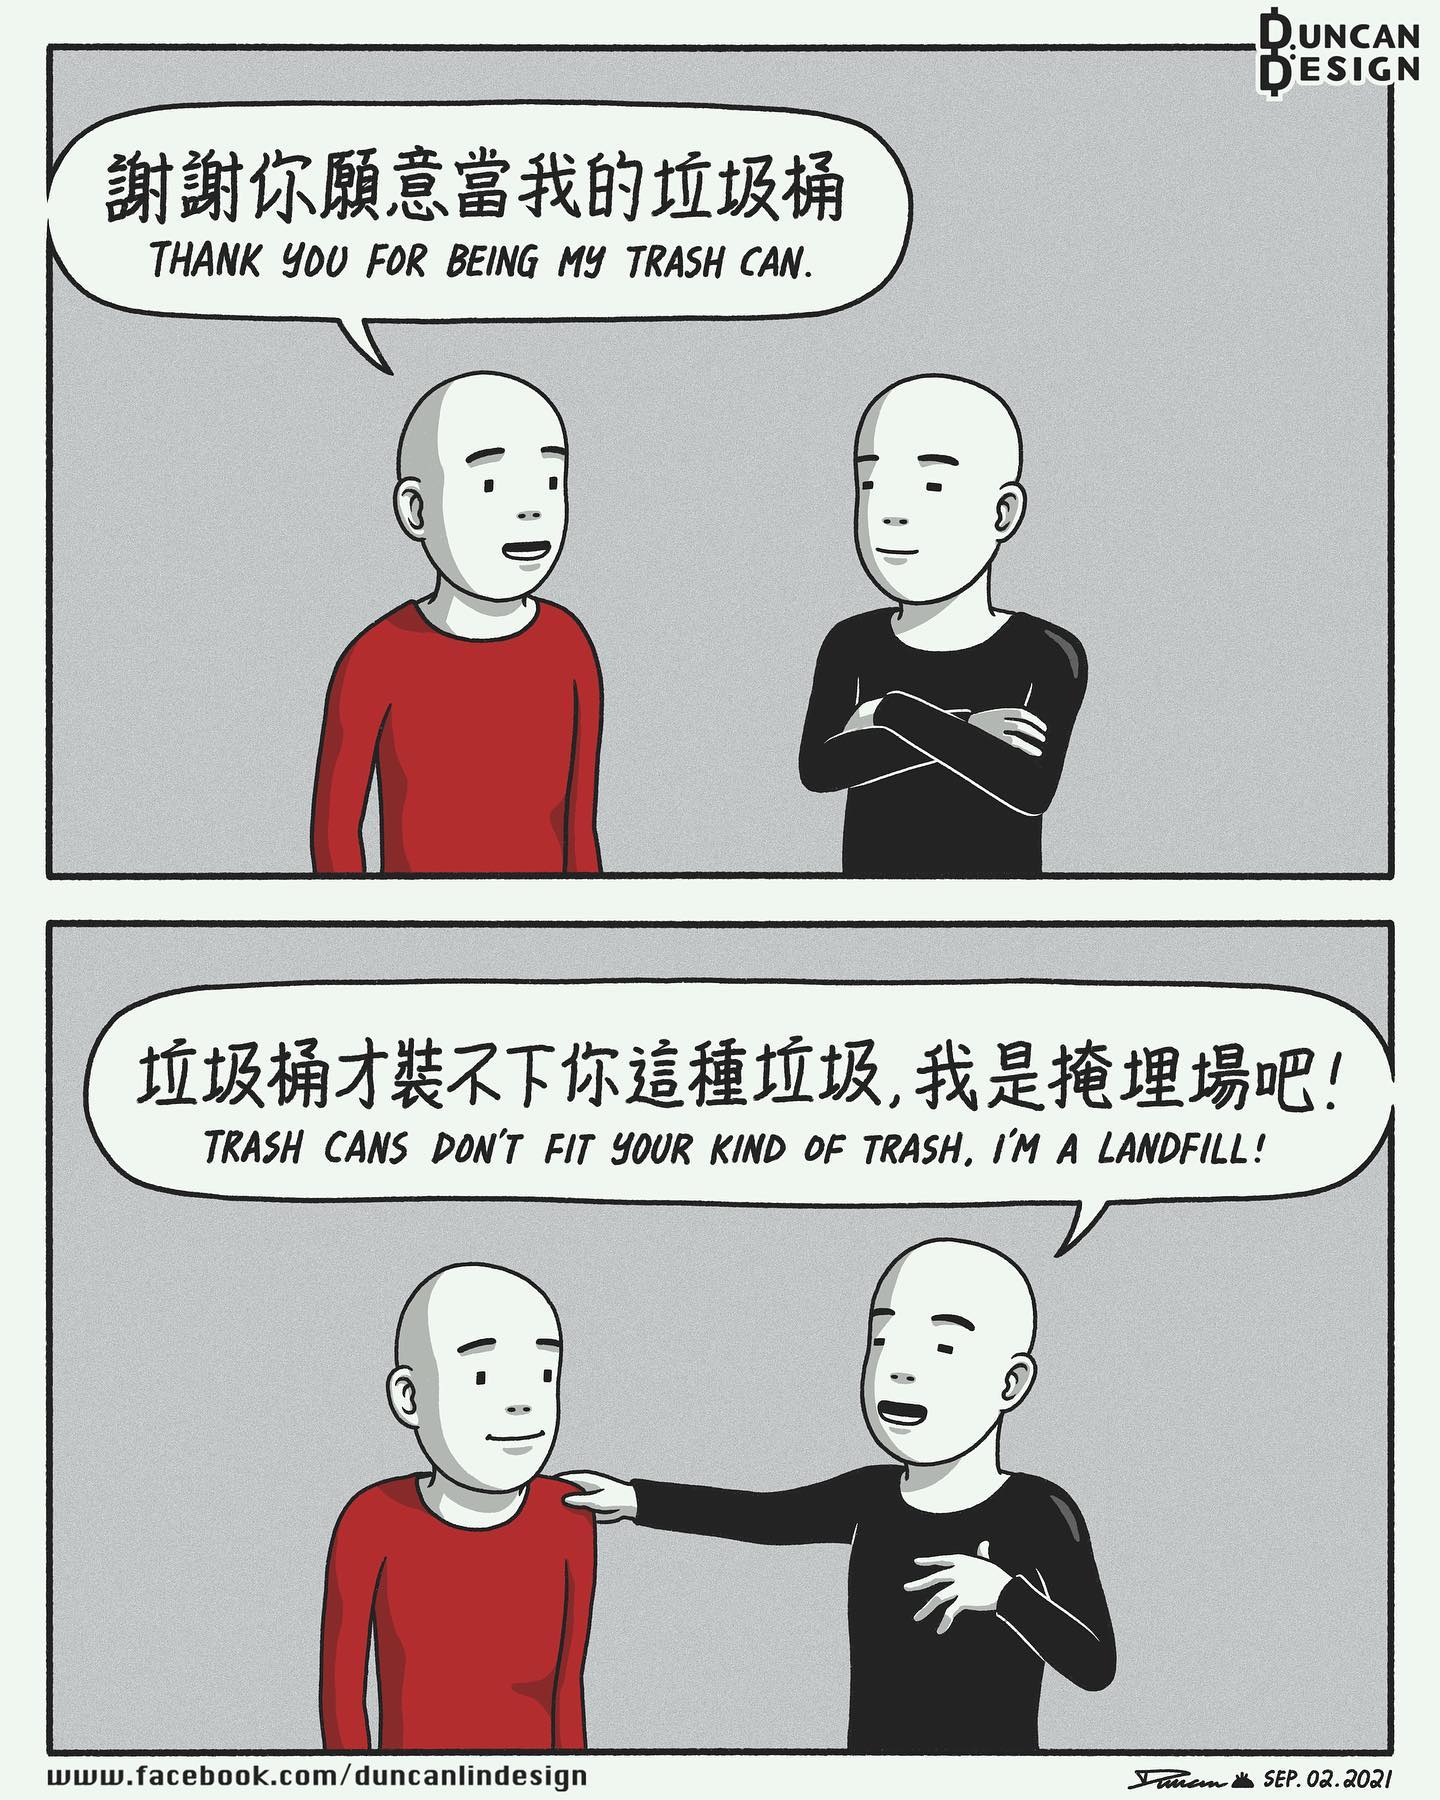 DUNCAN
DESIGN
謝謝你願意當我的垃圾桶
THANK YOU FOR BEING MY TRASH CAN.
垃圾桶才裝不下你這種垃圾,我是掩埋場吧!
TRASH CANS DON'T FIT YOUR KIND OF TRASH. I'M A LANDFILL!
www.facebook.com/duncanlindesign
Duncan SEP. 02. 2021